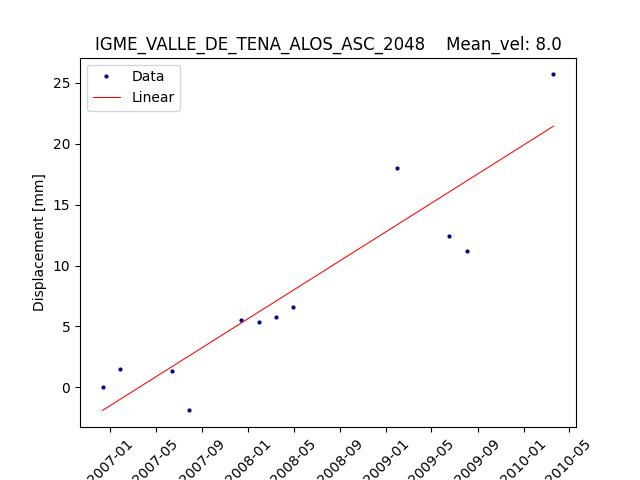 IGME_VALLE_DE_TENA_ALOS_ASC_2048    Mean_vel: 8.0
Data
Linear
25
20
15
10
5
0
Displacement [mm]
2007-01 2007-05 2007-09 2008-01 2008-05 2008-09 2009-01 2009-05 2009-09 2010-01 2010-05